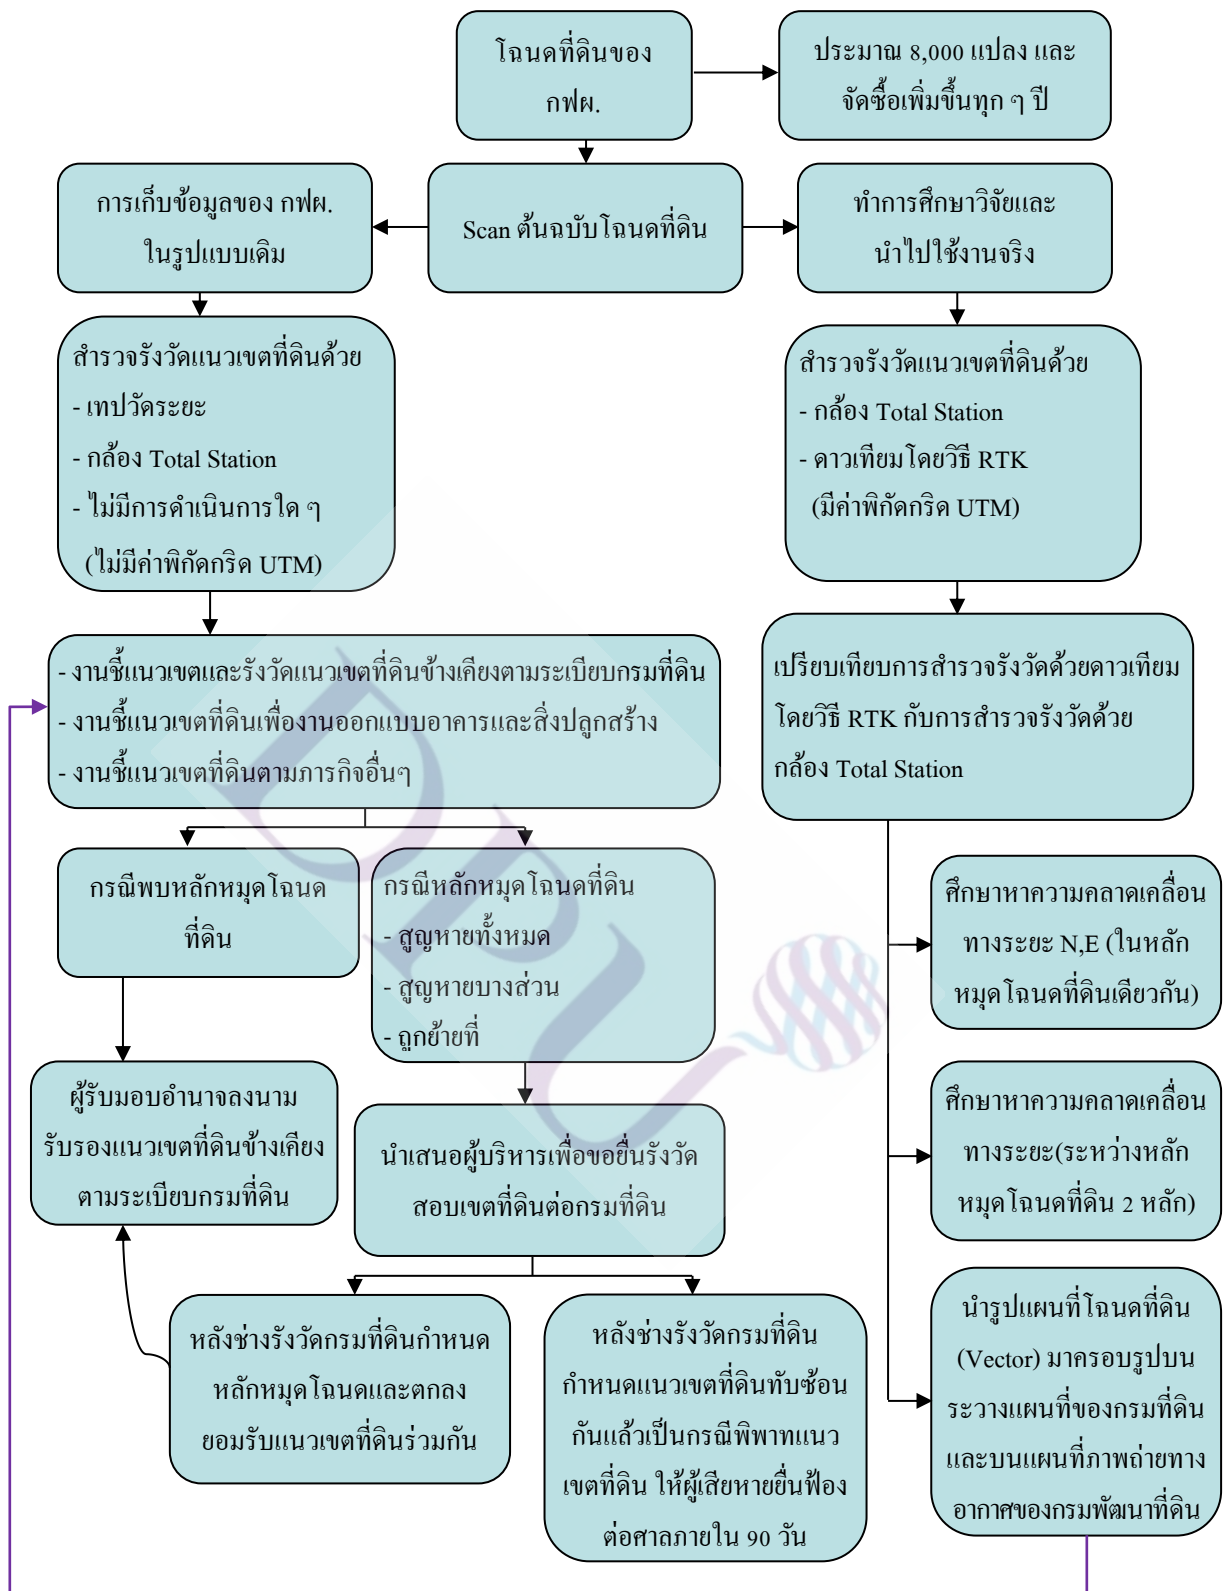 โฉนดที่ดินของ
กฟผ.
ประมาณ 8,000 แปลง และ
จัดซื้อเพิ่มขึ้นทุก ๆ ปี
การเก็บข้อมูลของ กฟผ.
ในรูปแบบเดิม
Scan ต้นฉบับโฉนดที่ดิน
ทำการศึกษาวิจัยและ
นำไปใช้งานจริง
สำรวจรังวัดแนวเขตที่ดินด้วย
- เทปวัดระยะ
- กล้อง Total Station
- ไม่มีการดำเนินการใด ๆ
(ไม่มีค่าพิกัดกริด UTM)
สำรวจรังวัดแนวเขตที่ดินด้วย
- กล้อง Total Station
- ดาวเทียมโดยวิธี RTK
(มีค่าพิกัดกริด UTM)
- งานชี้แนวเขตและรังวัดแนวเขตที่ดินข้างเคียงตามระเบียบกรมที่ดิน
- งานชี้แนวเขตที่ดินเพื่องานออกแบบอาคารและสิ่งปลูกสร้าง
- งานชี้แนวเขตที่ดินตามภารกิจอื่นๆ
เปรียบเทียบการสำรวจรังวัดด้วยดาวเทียม
โดยวิธี RTK กับการสำรวจรังวัดด้วย
กล้อง Total Station
กรณีพบหลักหมุดโฉนด
ที่ดิน
กรณีหลักหมุดโฉนดที่ดิน
- สูญหายทั้งหมด
- สูญหายบางส่วน
- ถูกย้ายที่
ศึกษาหาความคลาดเคลื่อน
ทางระยะ N,E (ในหลัก
หมุดโฉนดที่ดินเดียวกัน)
ผู้รับมอบอำนาจลงนาม
รับรองแนวเขตที่ดินข้างเคียง
ตามระเบียบกรมที่ดิน
นำเสนอผู้บริหารเพื่อขอยื่นรังวัด
สอบเขตที่ดินต่อกรมที่ดิน
ศึกษาหาความคลาดเคลื่อน
ทางระยะ(ระหว่างหลัก
หมุดโฉนดที่ดิน 2 หลัก)
หลังช่างรังวัดกรมที่ดินกำหนด
หลักหมุดโฉนดและตกลง
ยอมรับแนวเขตที่ดินร่วมกัน
หลังช่างรังวัดกรมที่ดิน
กำหนดแนวเขตที่ดินทับซ้อน
กันแล้วเป็นกรณีพิพาทแนว
เขตที่ดิน ให้ผู้เสียหายยื่นฟ้อง
ต่อศาลภายใน 90 วัน
นำรูปแผนที่โฉนดที่ดิน
(Vector) มาครอบรูปบน
ระวางแผนที่ของกรมที่ดิน
และบนแผนที่ภาพถ่ายทาง
อากาศของกรมพัฒนาที่ดิน
DPU